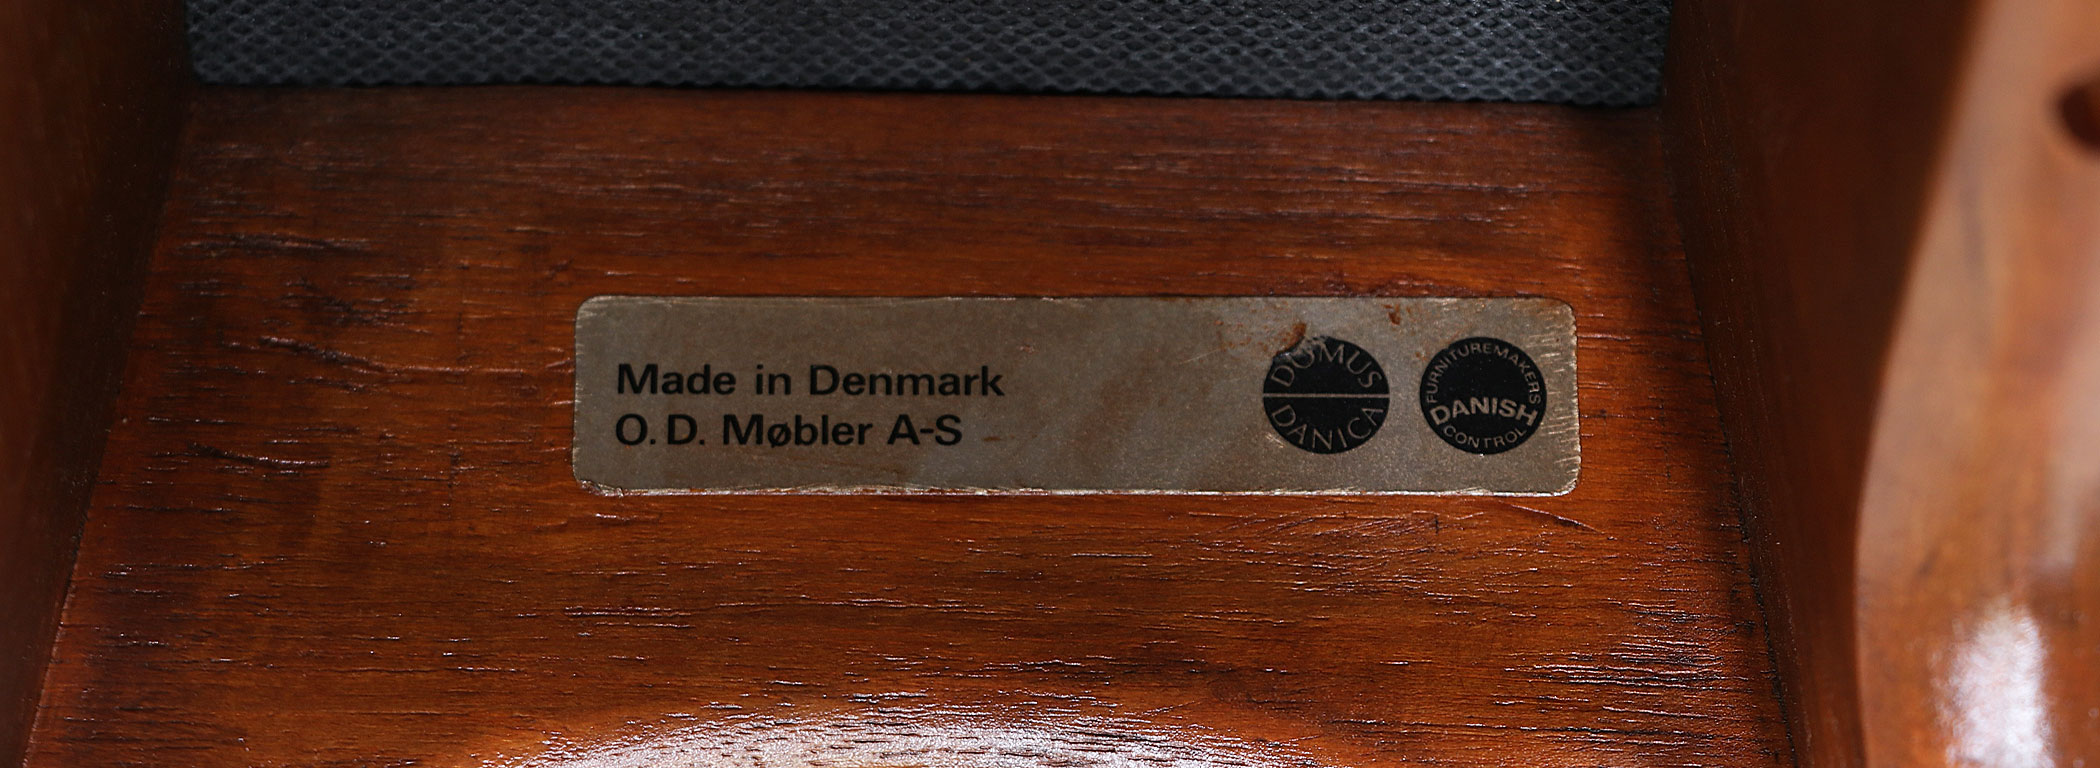 Made in Denmark
O.D. Møbler A-S
DOMUS
DANICA
FURNITUREMAKERS
DANISH
CONTROL